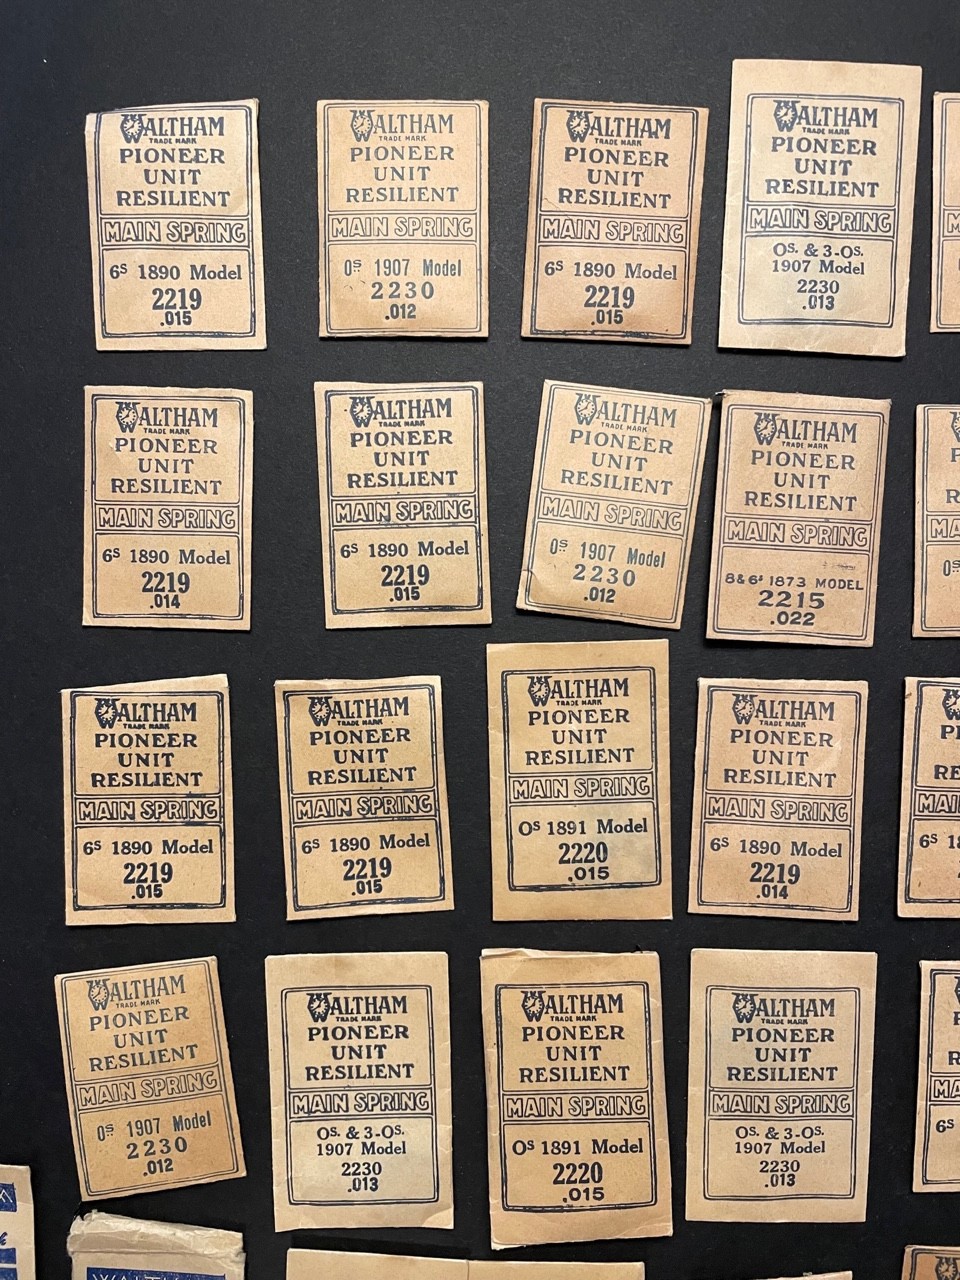 WALTHAM
TRADE MARK
PIONEER
UNIT
RESILIENT
MAIN SPRING
6s 1890 Model
2219
.015
WALTHAM
TRADE MARK
PIONEER
UNIT
RESILIENT
MAIN SPRING
0s 1907 Model
2230
.012
WALTHAM
TRADE MARK
PIONEER
UNIT
RESILIENT
MAIN SPRING
6s 1890 Model
2219
.015
WALTHAM
TRADE MARK
PIONEER
UNIT
RESILIENT
MAIN SPRING
Os. & 3-Os.
1907 Model
2230
.013
WALTHAM
TRADE MARK
PIONEER
UNIT
RESILIENT
MAIN SPRING
6s 1890 Model
2219
.014
WALTHAM
TRADE MARK
PIONEER
UNIT
RESILIENT
MAIN SPRING
6s 1890 Model
2219
.015
WALTHAM
TRADE MARK
PIONEER
UNIT
RESILIENT
MAIN SPRING
0s 1907 Model
2230
.012
WALTHAM
TRADE MARK
PIONEER
UNIT
RESILIENT
MAIN SPRING
8 & 6s 1873 MODEL
2215
.022
0s
WALTHAM
TRADE MARK
PIONEER
UNIT
RESILIENT
MAIN SPRING
6s 1890 Model
2219
.015
WALTHAM
TRADE MARK
PIONEER
UNIT
RESILIENT
MAIN SPRING
6s 1890 Model
2219
.015
WALTHAM
TRADE MARK
PIONEER
UNIT
RESILIENT
MAIN SPRING
Os 1891 Model
2220
.015
WALTHAM
TRADE MARK
PIONEER
UNIT
RESILIENT
MAIN SPRING
6s 1890 Model
2219
.014
6s
WALTHAM
TRADE MARK
PIONEER
UNIT
RESILIENT
MAIN SPRING
0s 1907 Model
2230
.012
WALTHAM
TRADE MARK
PIONEER
UNIT
RESILIENT
MAIN SPRING
Os. & 3-Os.
1907 Model
2230
.013
WALTHAM
TRADE MARK
PIONEER
UNIT
RESILIENT
MAIN SPRING
Os 1891 Model
2220
.015
WALTHAM
TRADE MARK
PIONEER
UNIT
RESILIENT
MAIN SPRING
Os. & 3-Os.
1907 Model
2230
.013
6s